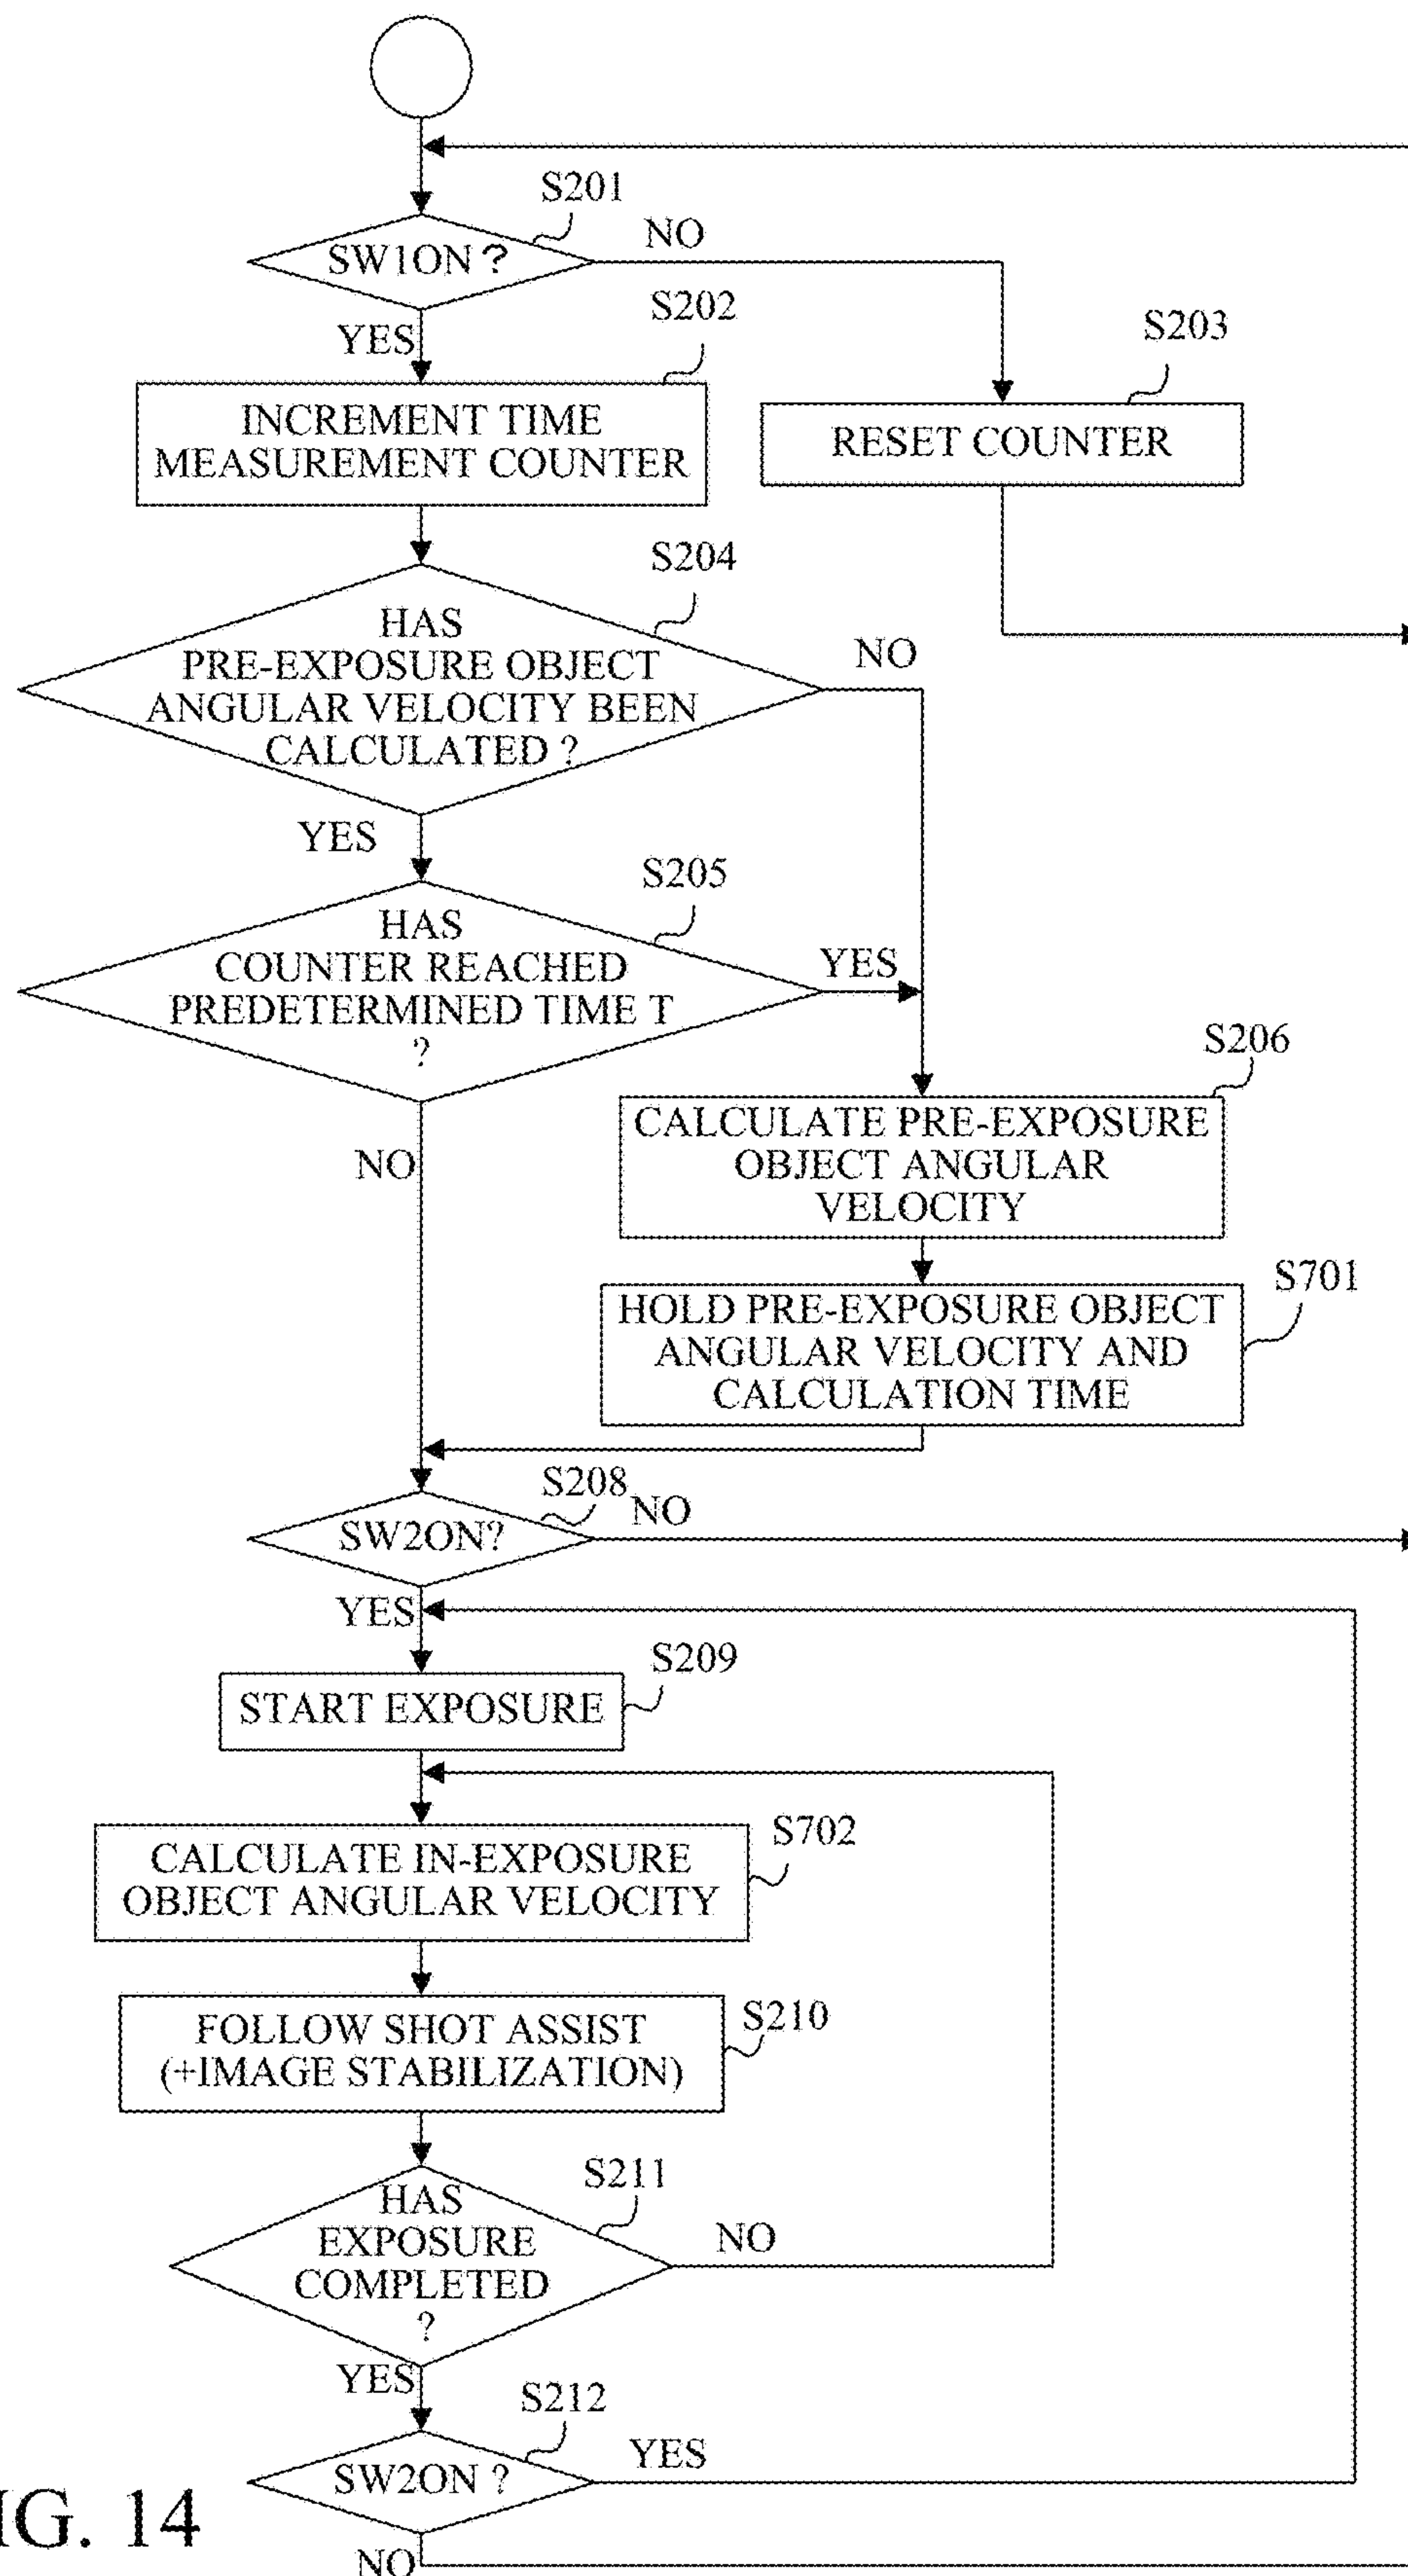 S201
SW1ON ?
NO
YES
S202
INCREMENT TIME
MEASUREMENT COUNTER
S203
RESET COUNTER
S204
HAS
PRE-EXPOSURE OBJECT
ANGULAR VELOCITY BEEN
CALCULATED ?
NO
YES
S205
HAS
COUNTER REACHED
PREDETERMINED TIME T
?
YES
NO
S206
CALCULATE PRE-EXPOSURE
OBJECT ANGULAR
VELOCITY
S701
HOLD PRE-EXPOSURE OBJECT
ANGULAR VELOCITY AND
CALCULATION TIME
S208
SW2ON?
NO
YES
S209
START EXPOSURE
S702
CALCULATE IN-EXPOSURE
OBJECT ANGULAR VELOCITY
S210
FOLLOW SHOT ASSIST
(+IMAGE STABILIZATION)
S211
HAS
EXPOSURE
COMPLETED
?
NO
YES
S212
SW2ON ?
YES
NO
IG. 14